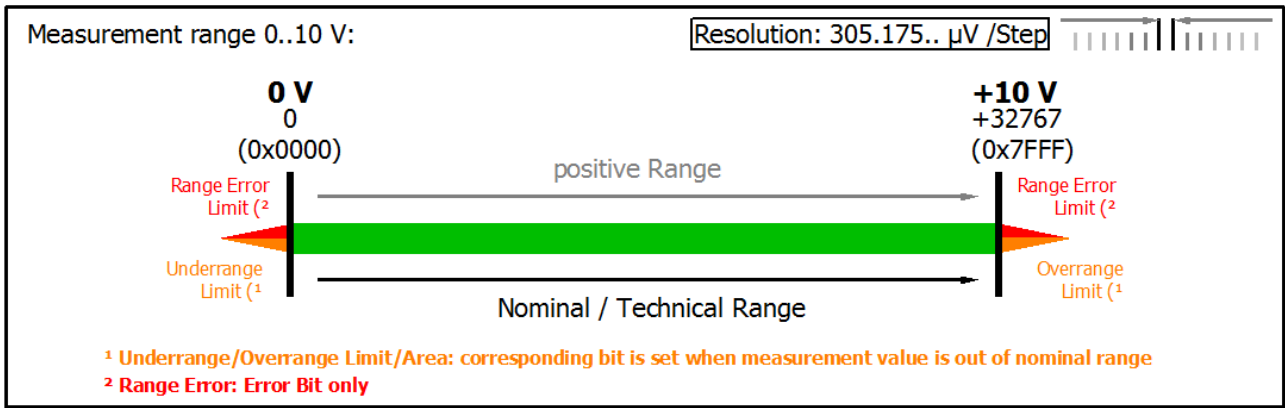 Measurement range 0..10 V:
Resolution: 305.175.. µV /Step
0 V
0
(0x0000)
+10 V
+32767
(0x7FFF)
positive Range
Range Error
Limit (²
Range Error
Limit (²
Underrange
Limit (¹
Overrange
Limit (¹
Nominal / Technical Range
¹ Underrange/Overrange Limit/Area: corresponding bit is set when measurement value is out of nominal range
² Range Error: Error Bit only